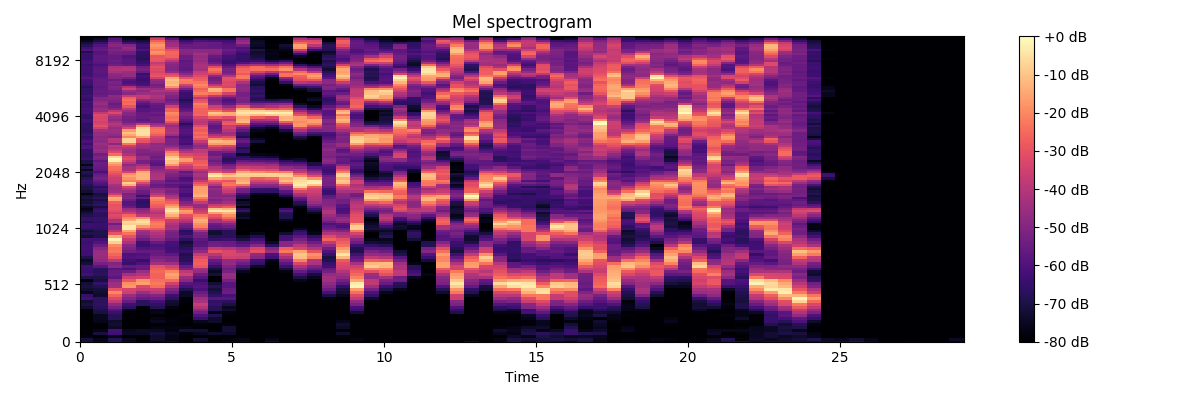 Mel spectrogram
+0 dB
8192
-10 dB
4096
-20 dB
-30 dB
2048
Hz
-40 dB
1024
-50 dB
-60 dB
512
-70 dB
0
-80 dB
0 5 10 15 20 25
Time